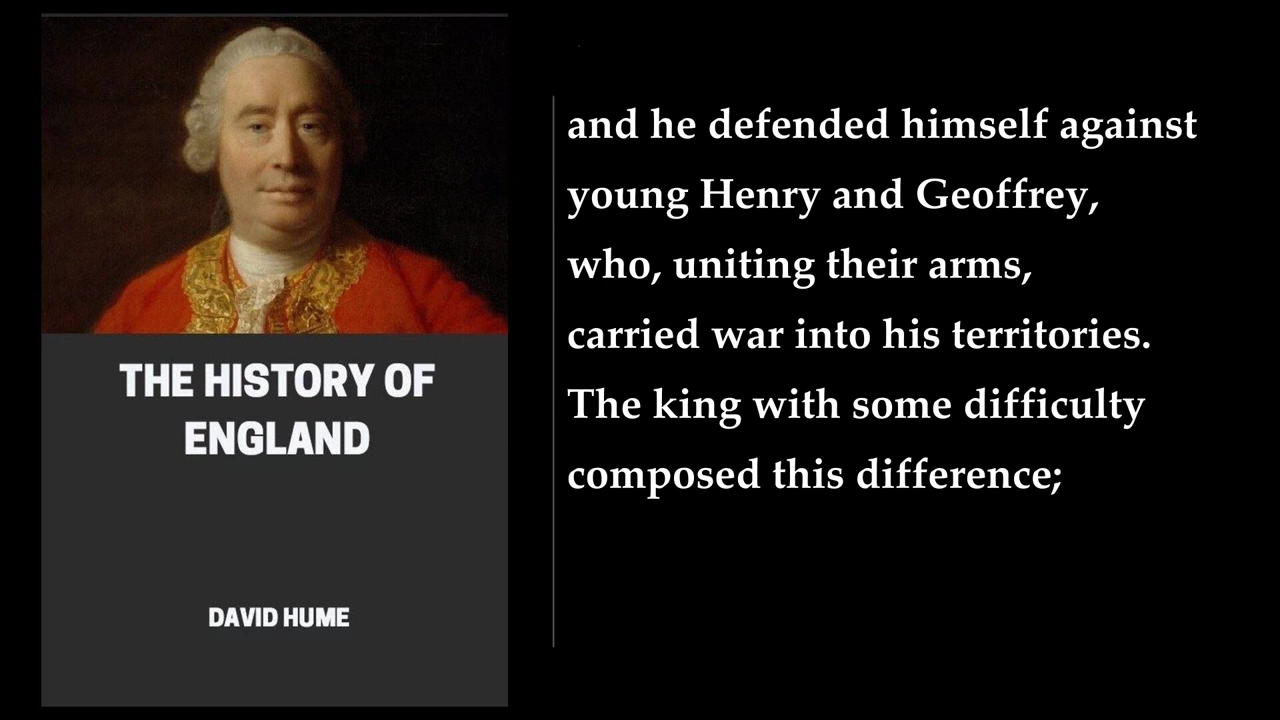 THE HISTORY OF
ENGLAND
DAVID HUME
and he defended himself against
young Henry and Geoffrey,
who, uniting their arms,
carried war into his territories.
The king with some difficulty
composed this difference;